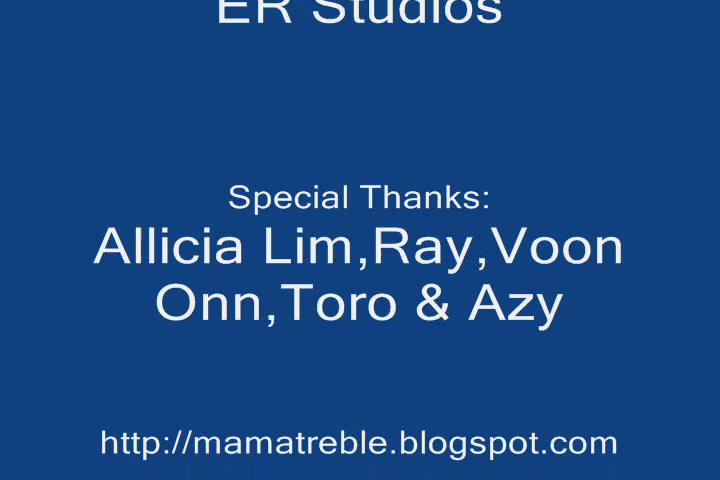 ER Studios
Special Thanks:
Allicia Lim,Ray,Voon
Onn,Toro & Azy
http://mamatreble.blogspot.com